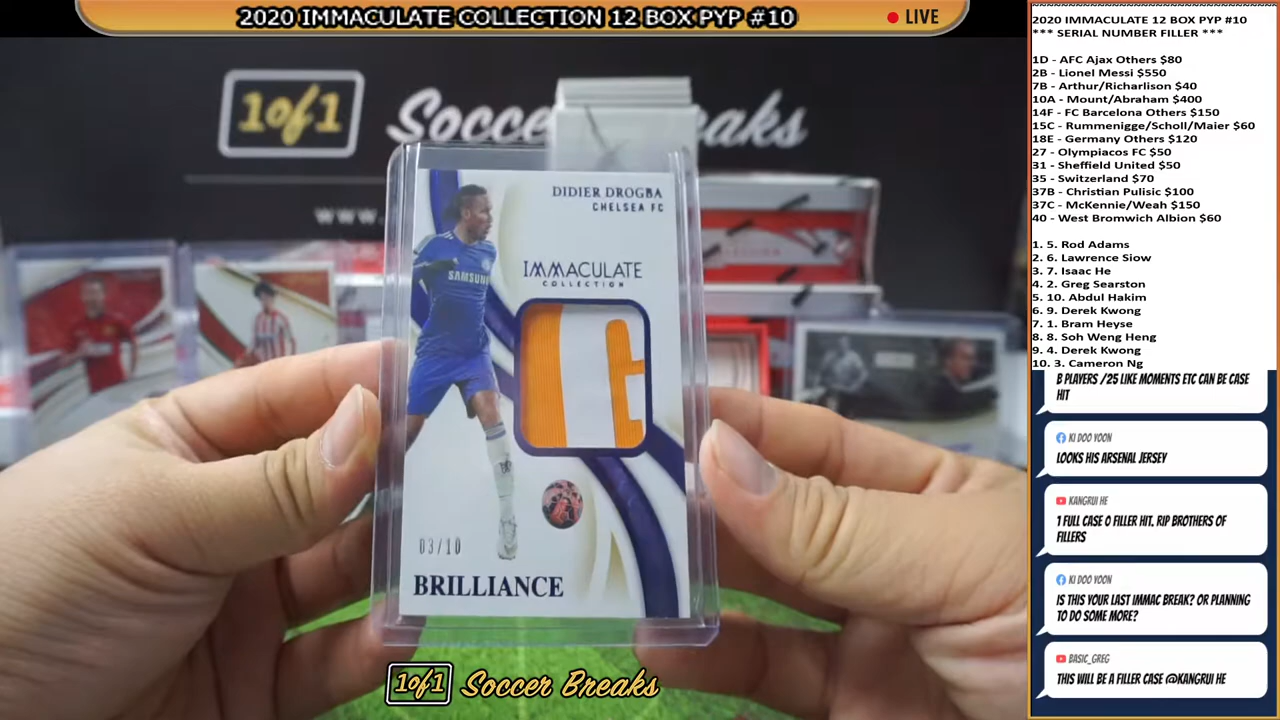 2020 IMMACULATE COLLECTION 12 BOX PYP #10
LIVE
1of1
Soccer Breaks
www.
DIDIER DROGBA
CHELSEA FC
IMMACULATE
COLLECTION
SAMSUNG
03/10
BRILLIANCE
1of1 Soccer Breaks
2020 IMMACULATE 12 BOX PYP #10
*** SERIAL NUMBER FILLER ***
1D - AFC Ajax Others $80
2B - Lionel Messi $550
7B - Arthur/Richarlison $40
10A - Mount/Abraham $400
14F - FC Barcelona Others $150
15C - Rummenigge/Scholl/Maier $60
18E - Germany Others $120
27 - Olympiacos FC $50
31 - Sheffield United $50
35 - Switzerland $70
37B - Christian Pulisic $100
37C - McKennie/Weah $150
40 - West Bromwich Albion $60
1. 5. Rod Adams
2. 6. Lawrence Siow
3. 7. Isaac He
4. 2. Greg Searston
5. 10. Abdul Hakim
6. 9. Derek Kwong
7. 1. Bram Heyse
8. 8. Soh Weng Heng
9. 4. Derek Kwong
10. 3. Cameron Ng
B PLAYERS /25 LIKE MOMENTS ETC CAN BE CASE
HIT
KI DOO YOON
LOOKS HIS ARSENAL JERSEY
KANGRUI HE
1 FULL CASE 0 FILLER HIT. RIP BROTHERS OF
FILLERS
KI DOO YOON
IS THIS YOUR LAST IMMAC BREAK? OR PLANNING
TO DO SOME MORE?
BASIC_GREG
THIS WILL BE A FILLER CASE @KANGRUI HE